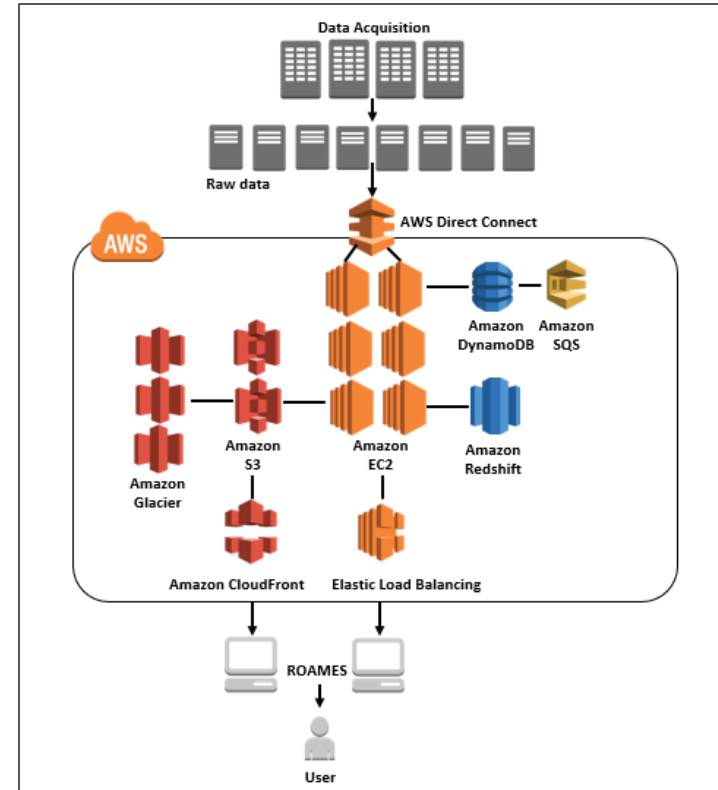 Data Acquisition
Raw data
AWS Direct Connect
AWS
Amazon
DynamoDB
Amazon
SQS
Amazon
Glacier
Amazon
S3
Amazon
EC2
Amazon
Redshift
Amazon CloudFront
Elastic Load Balancing
ROAMES
User